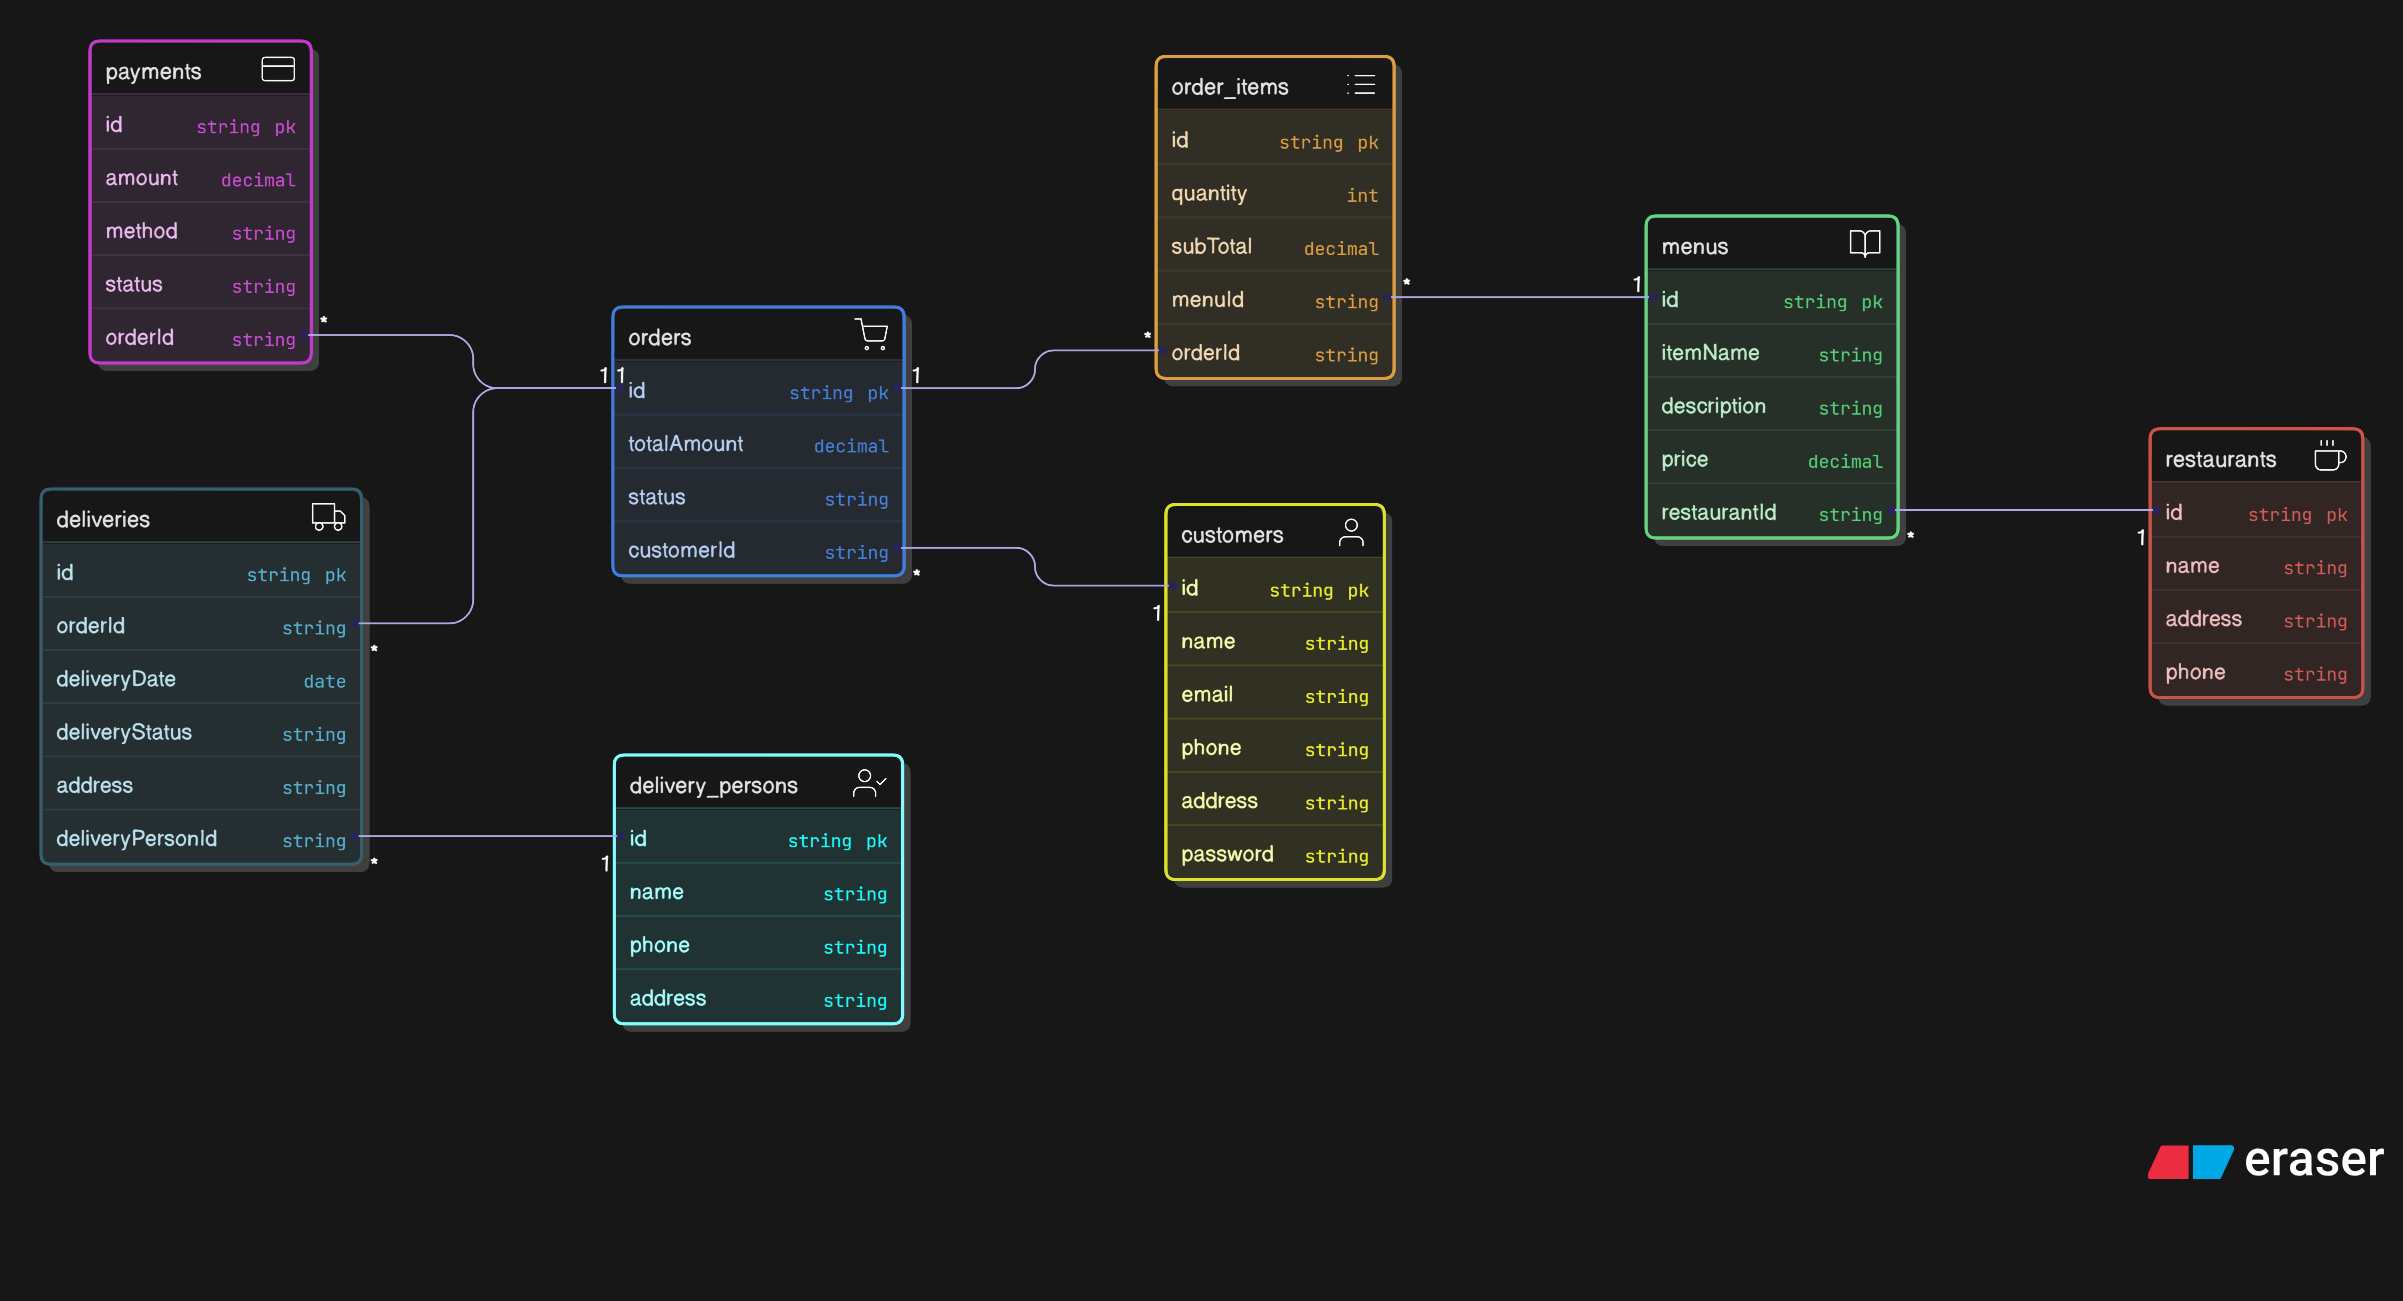 payments
id string pk
amount decimal
method string
status string
orderId string
*
deliveries
id string pk
orderId string
*
deliveryDate date
deliveryStatus string
address string
deliveryPersonId string
*
orders
1 1 1
id string pk
totalAmount decimal
status string
customerId string
*
delivery_persons
id string pk
1
name string
phone string
address string
order_items
id string pk
quantity int
subTotal decimal
*
menuId string
*
orderId string
customers
id string pk
1
name string
email string
phone string
address string
password string
menus
1
id string pk
itemName string
description string
price decimal
restaurantId string
*
restaurants
id string pk
1
name string
address string
phone string
eraser